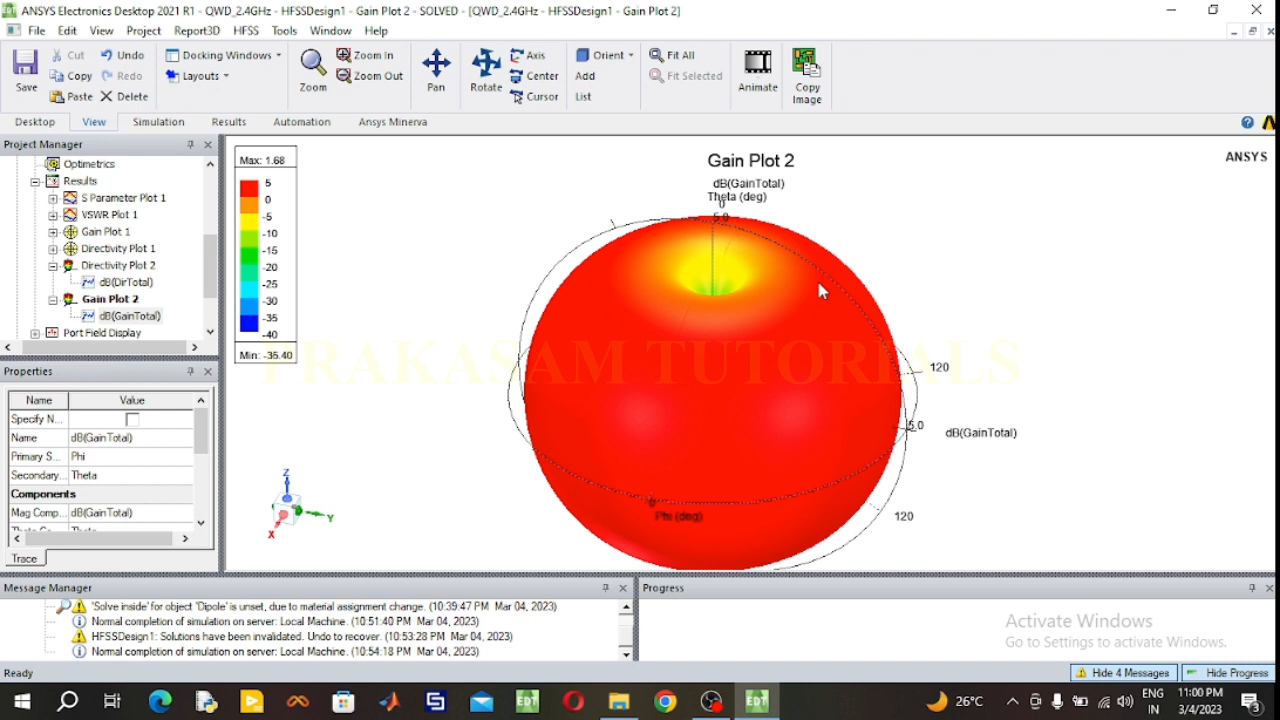 ANSYS Electronics Desktop 2021 R1 - QWD_2.4GHz - HFSSDesign1 - Gain Plot 2 - SOLVED - [QWD_2.4GHz - HFSSDesign1 - Gain Plot 2]
File Edit View Project Report3D HFSS Tools Window Help
Save Cut Copy Paste Undo Redo Delete Docking Windows Layouts Zoom Zoom In Zoom Out Pan Rotate Axis Center Cursor Orient Add List Fit All Fit Selected Animate Copy Image
Desktop View Simulation Results Automation Ansys Minerva
Project Manager
Optimetrics
Results
S Parameter Plot 1
VSWR Plot 1
Gain Plot 1
Directivity Plot 1
Directivity Plot 2
dB(DirTotal)
Gain Plot 2
dB(GainTotal)
Port Field Display
Properties
Name Value
Specify N...
Name dB(GainTotal)
Primary S... Phi
Secondary... Theta
Components
Mag Comp... dB(GainTotal)
Trace
Max: 1.68
5
0
-5
-10
-15
-20
-25
-30
-35
-40
Min: -35.40
Gain Plot 2
ANSYS
dB(GainTotal)
Theta (deg)
0
5.0
120
5.0
dB(GainTotal)
0
Phi (deg)
120
Z
Y
X
PRAKASAM TUTORIALS
Message Manager
'Solve inside' for object 'Dipole' is unset, due to material assignment change. (10:39:47 PM Mar 04, 2023)
Normal completion of simulation on server: Local Machine. (10:51:40 PM Mar 04, 2023)
HFSSDesign1: Solutions have been invalidated. Undo to recover. (10:53:28 PM Mar 04, 2023)
Normal completion of simulation on server: Local Machine. (10:54:18 PM Mar 04, 2023)
Progress
Activate Windows
Go to Settings to activate Windows.
Ready
Hide 4 Messages Hide Progress
26°C
ENG
IN
11:00 PM
3/4/2023
3